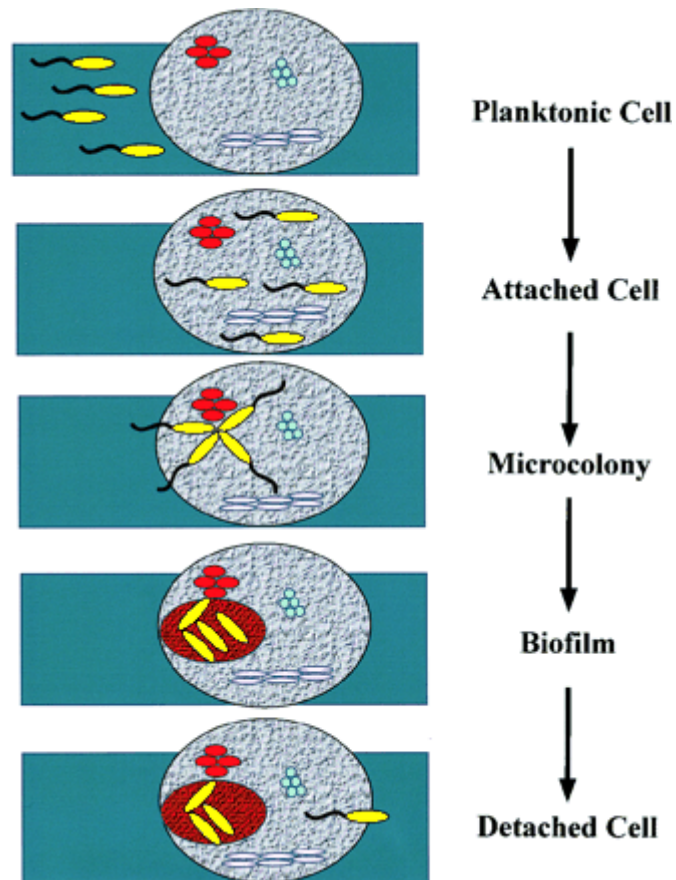 Planktonic Cell
Attached Cell
Microcolony
Biofilm
Detached Cell